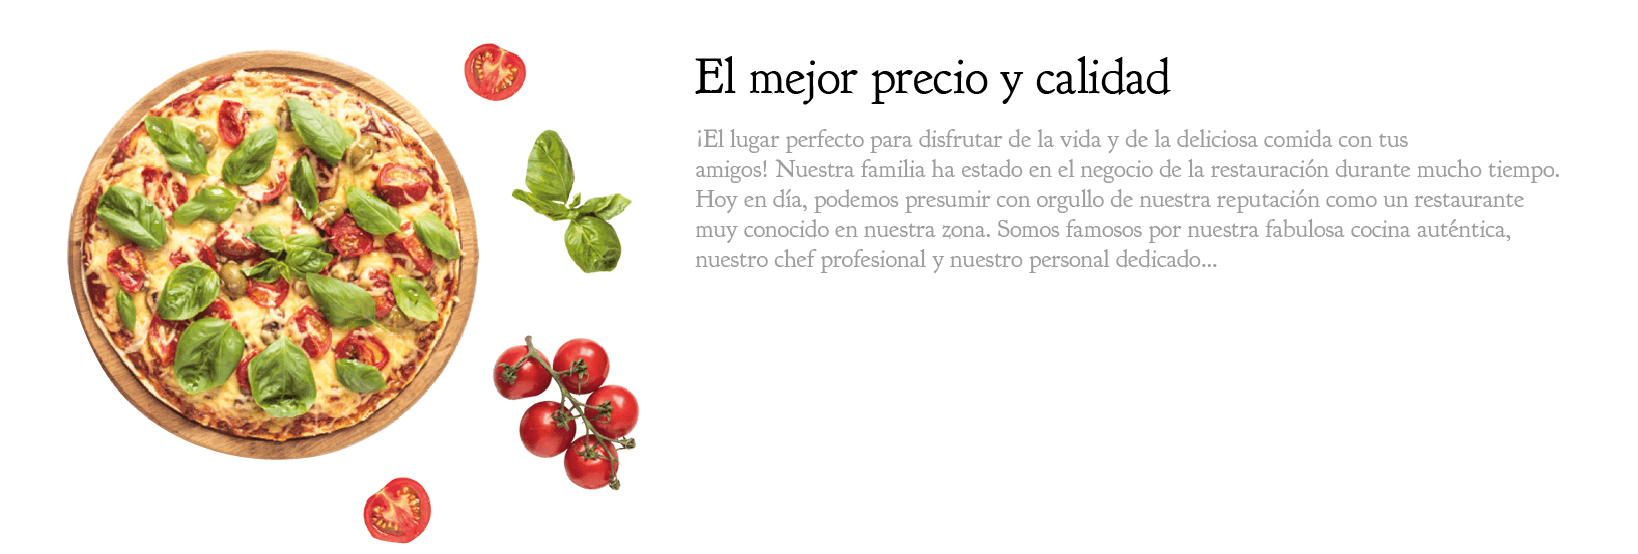 El mejor precio y calidad
¡El lugar perfecto para disfrutar de la vida y de la deliciosa comida con tus
amigos! Nuestra familia ha estado en el negocio de la restauración durante mucho tiempo.
Hoy en día, podemos presumir con orgullo de nuestra reputación como un restaurante
muy conocido en nuestra zona. Somos famosos por nuestra fabulosa cocina auténtica,
nuestro chef profesional y nuestro personal dedicado...